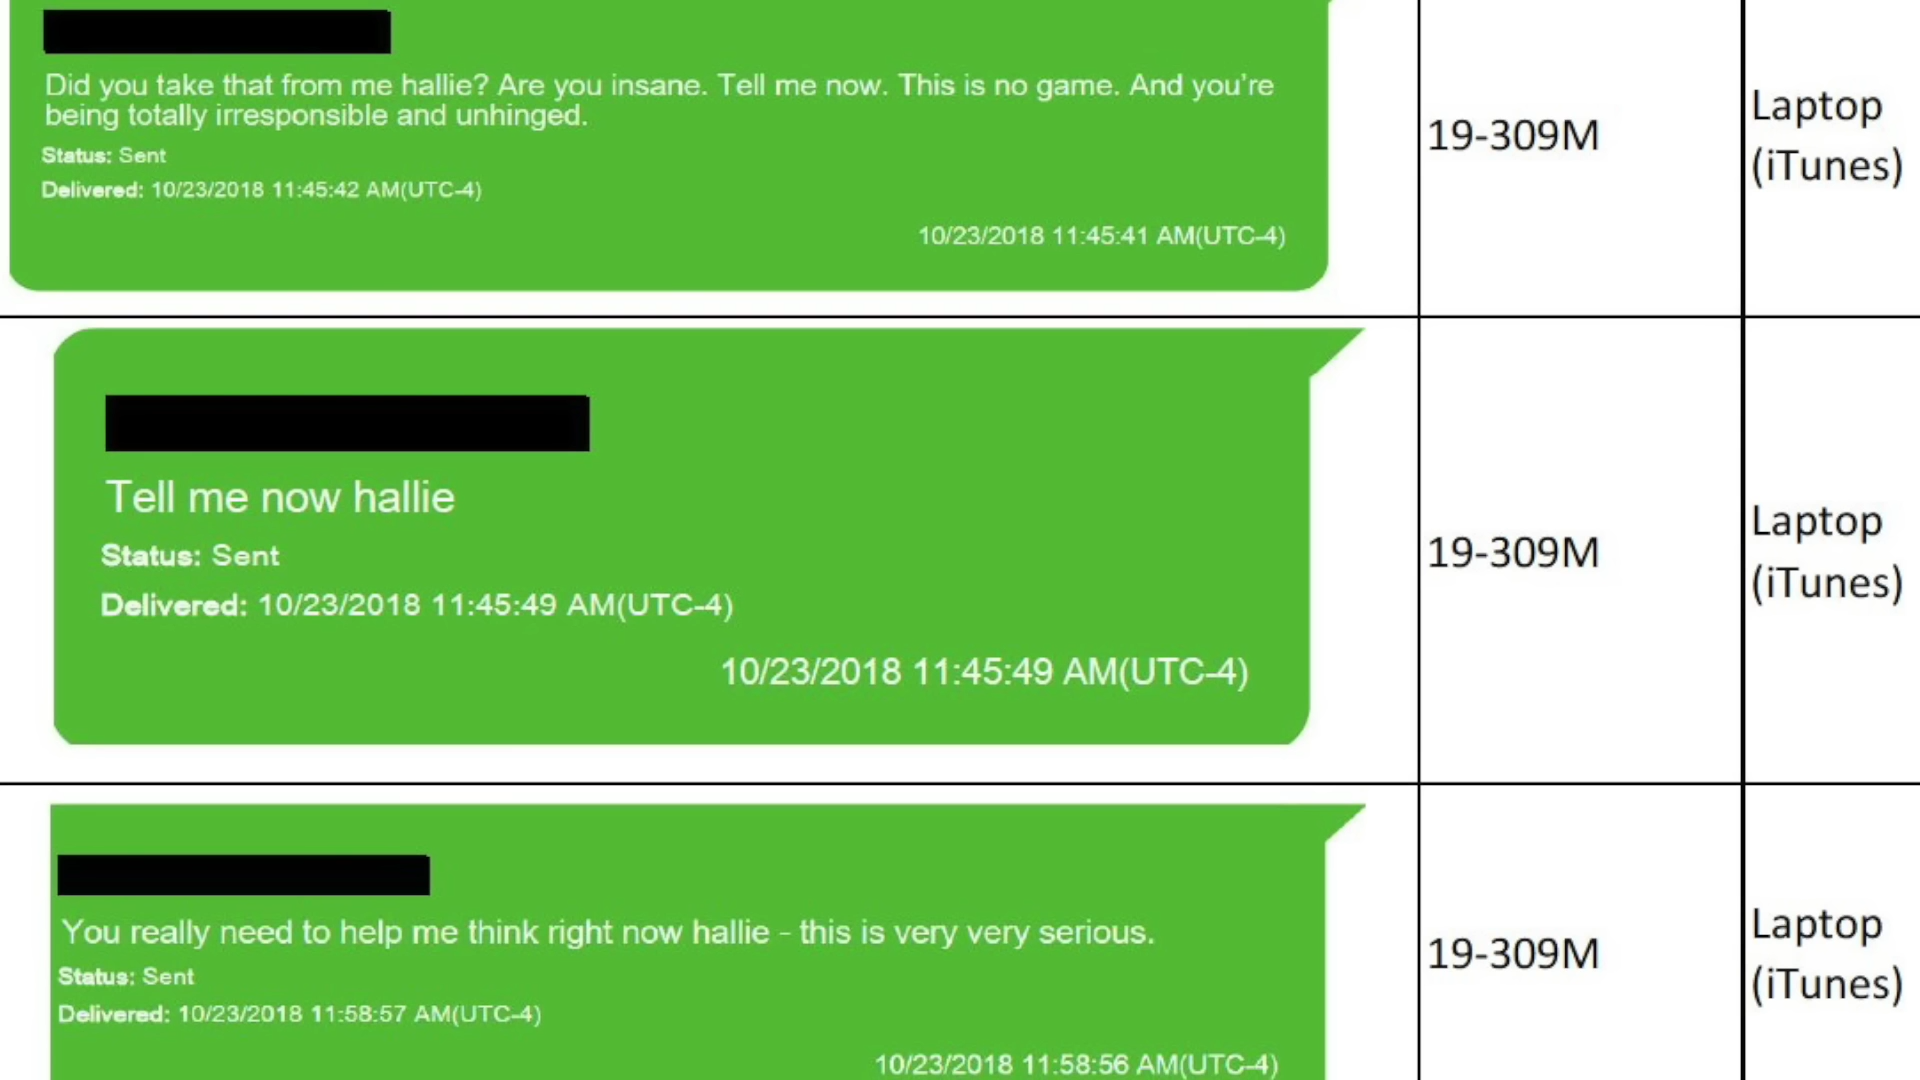 Did you take that from me hallie? Are you insane. Tell me now. This is no game. And you're
being totally irresponsible and unhinged.
Status: Sent
Delivered: 10/23/2018 11:45:42 AM(UTC-4)
10/23/2018 11:45:41 AM(UTC-4)
19-309M
Laptop
(iTunes)
Tell me now hallie
Status: Sent
Delivered: 10/23/2018 11:45:49 AM(UTC-4)
10/23/2018 11:45:49 AM(UTC-4)
19-309M
Laptop
(iTunes)
You really need to help me think right now hallie - this is very very serious.
Status: Sent
Delivered: 10/23/2018 11:58:57 AM(UTC-4)
10/23/2018 11:58:56 AM(UTC-4)
19-309M
Laptop
(iTunes)